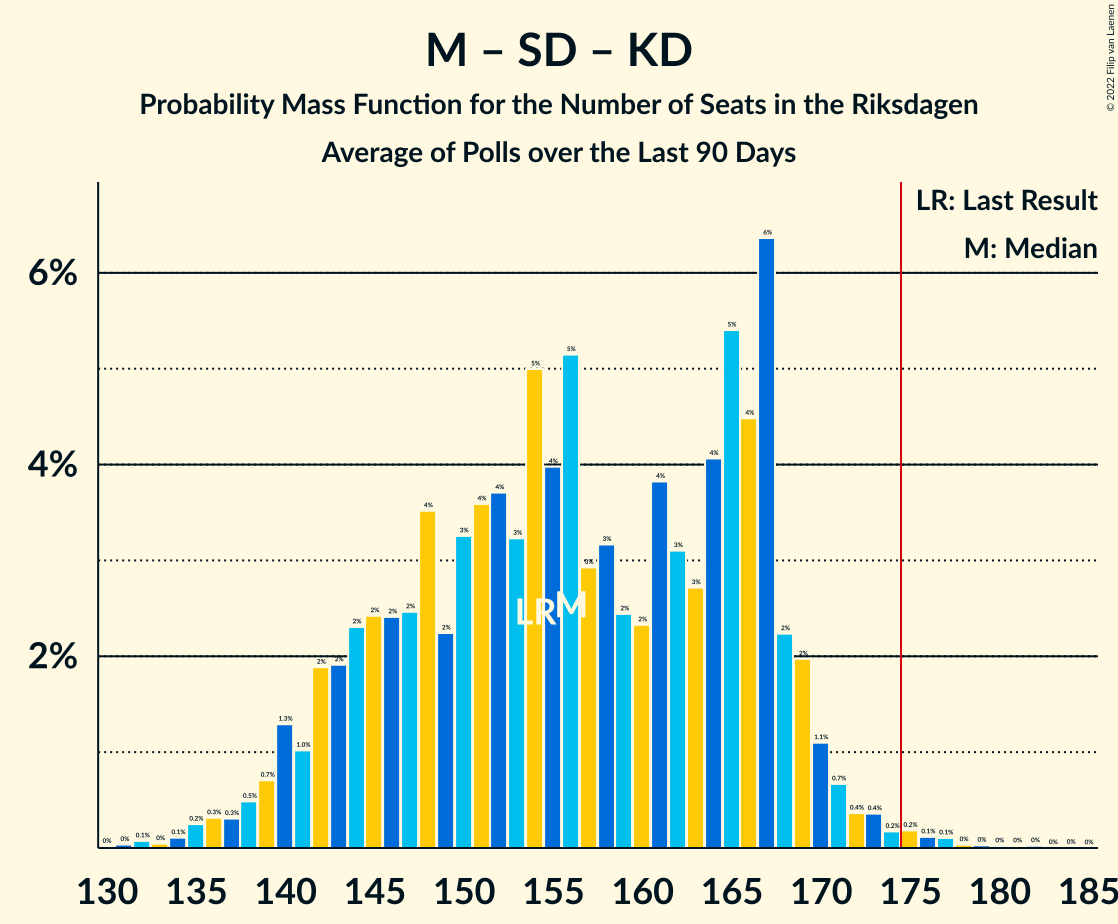 M – SD – KD
Probability Mass Function for the Number of Seats in the Riksdagen
Average of Polls over the Last 90 Days
© 2022 Filip van Laenen
LR: Last Result
M: Median
6%
4%
2%
0% 0% 0.1% 0% 0.1% 0.2% 0.3% 0.3% 0.5% 0.7% 1.3% 1.0% 2% 2% 2% 2% 2% 2% 4% 2% 3% 4% 4% 3% 5% 4% 5% 3% 3% 2% 2% 4% 3% 3% 4% 5% 4% 6% 2% 2% 1.1% 0.7% 0.4% 0.4% 0.2% 0.2% 0.1% 0.1% 0% 0% 0% 0% 0% 0% 0% 0%
LR M
130 135 140 145 150 155 160 165 170 175 180 185